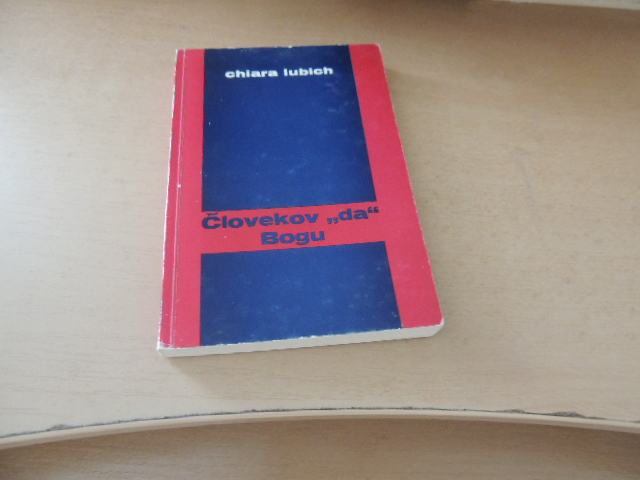 chiara lubich
Človekov „da“
Bogu